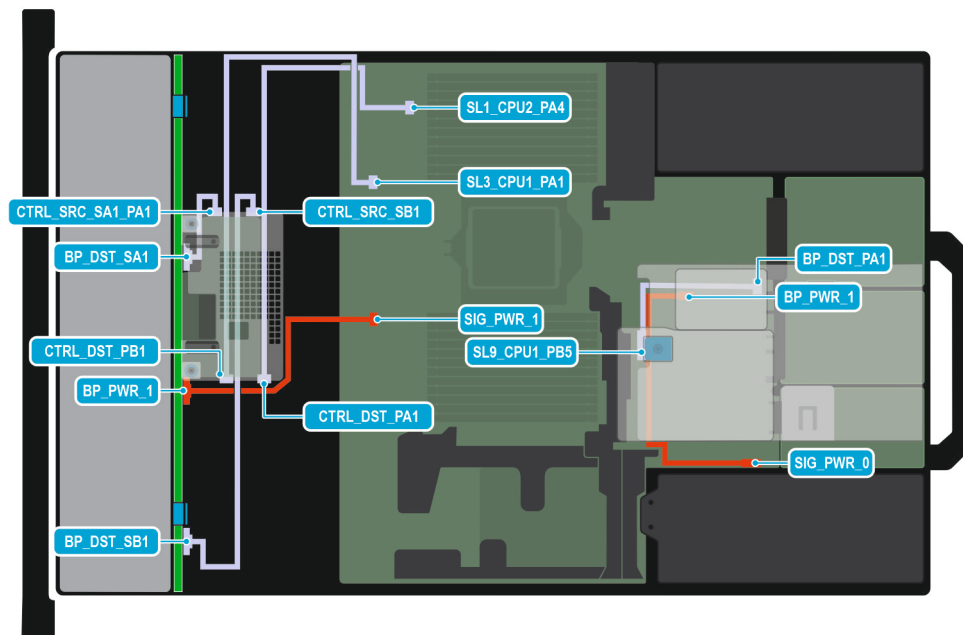 SL1_CPU2_PA4
SL3_CPU1_PA1
CTRL_SRC_SA1_PA1
CTRL_SRC_SB1
BP_DST_SA1
BP_DST_PA1
BP_PWR_1
SIG_PWR_1
CTRL_DST_PB1
SL9_CPU1_PB5
BP_PWR_1
CTRL_DST_PA1
SIG_PWR_0
BP_DST_SB1